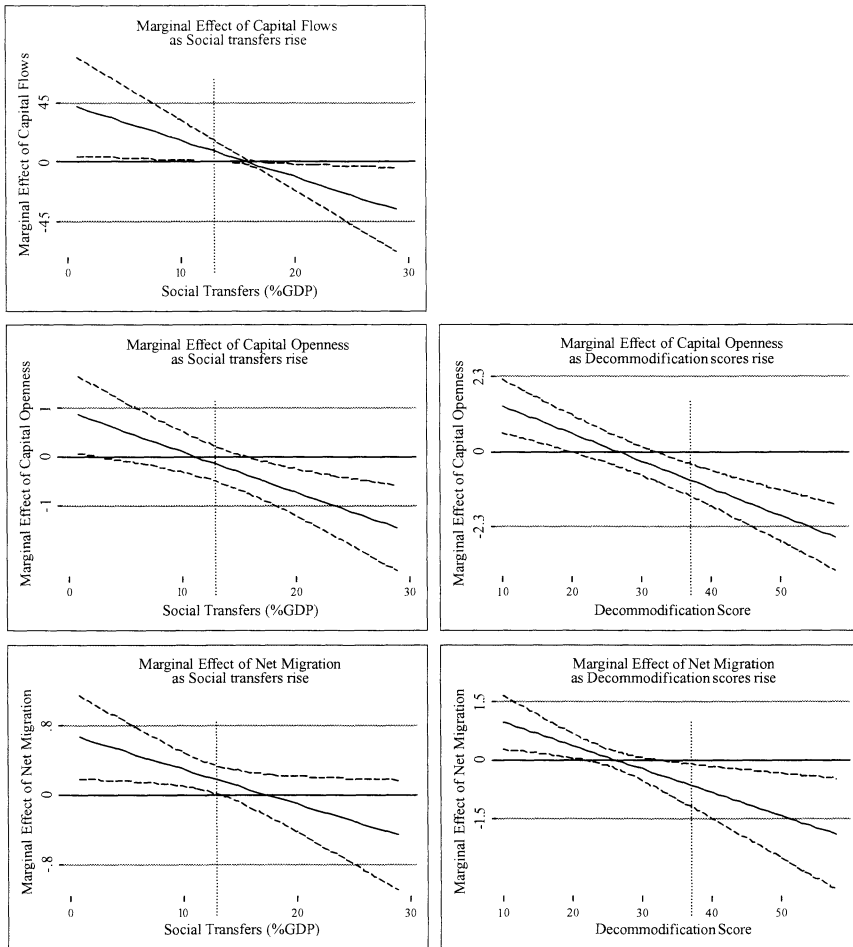 Marginal Effect of Capital Flows
as Social transfers rise
Marginal Effect of Capital Flows
45
0
-45
0 10 20 30
Social Transfers (%GDP)
Marginal Effect of Capital Openness
as Social transfers rise
Marginal Effect of Capital Openness
1
0
-1
0 10 20 30
Social Transfers (%GDP)
Marginal Effect of Capital Openness
as Decommodification scores rise
Marginal Effect of Capital Openness
2.3
0
-2.3
10 20 30 40 50
Decommodification Score
Marginal Effect of Net Migration
as Social transfers rise
Marginal Effect of Net Migration
.8
0
-.8
0 10 20 30
Social Transfers (%GDP)
Marginal Effect of Net Migration
as Decommodification scores rise
Marginal Effect of Net Migration
1.5
0
-1.5
10 20 30 40 50
Decommodification Score